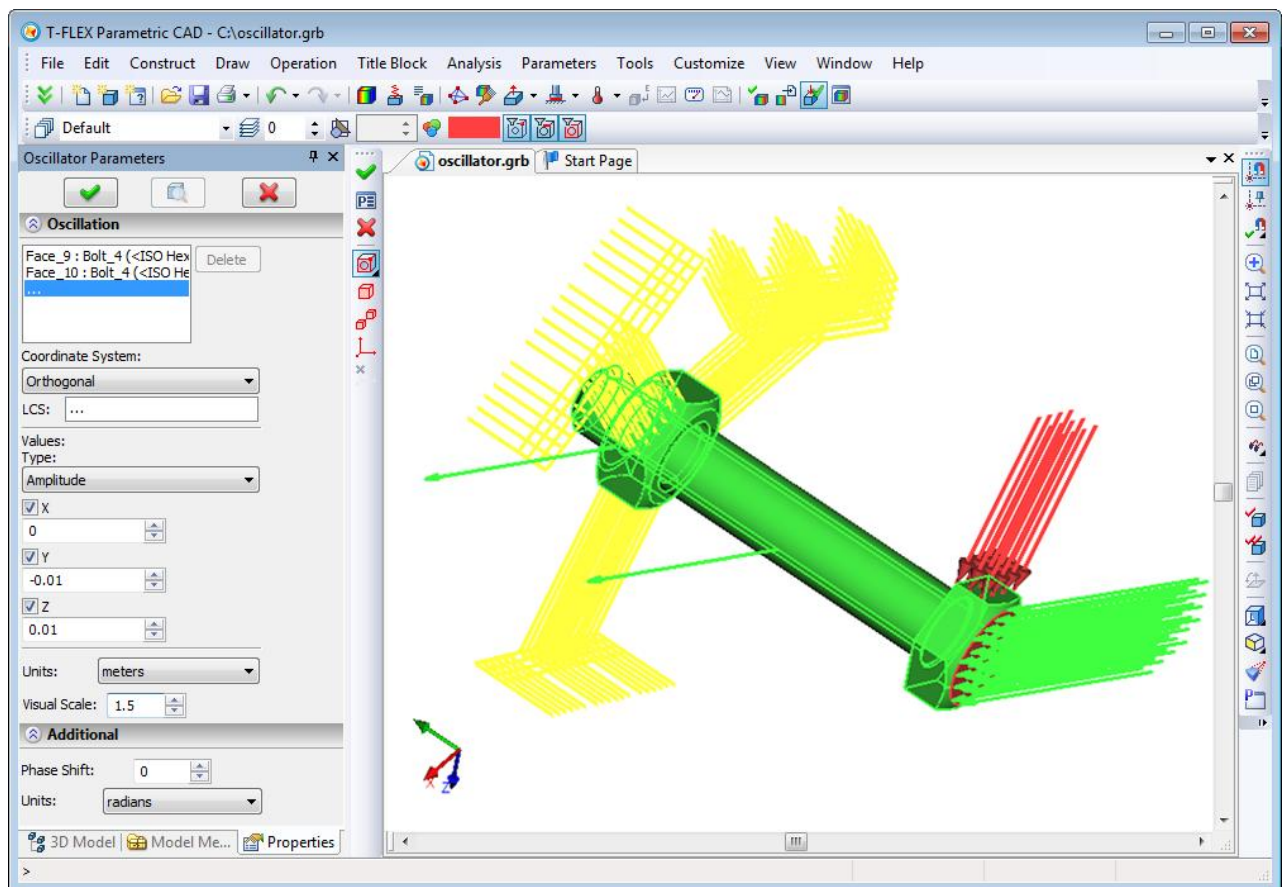 T-FLEX Parametric CAD - C:\oscillator.grb
File Edit Construct Draw Operation Title Block Analysis Parameters Tools Customize View Window Help
Default 0
Oscillator Parameters
oscillator.grb Start Page
Oscillation
Face_9 : Bolt_4 (<ISO Hex
Face_10 : Bolt_4 (<ISO He
...
Delete
Coordinate System:
Orthogonal
LCS: ...
Values:
Type:
Amplitude
X
0
Y
-0.01
Z
0.01
Units: meters
Visual Scale: 1.5
Additional
Phase Shift: 0
Units: radians
X
Z
3D Model Model Me... Properties
>